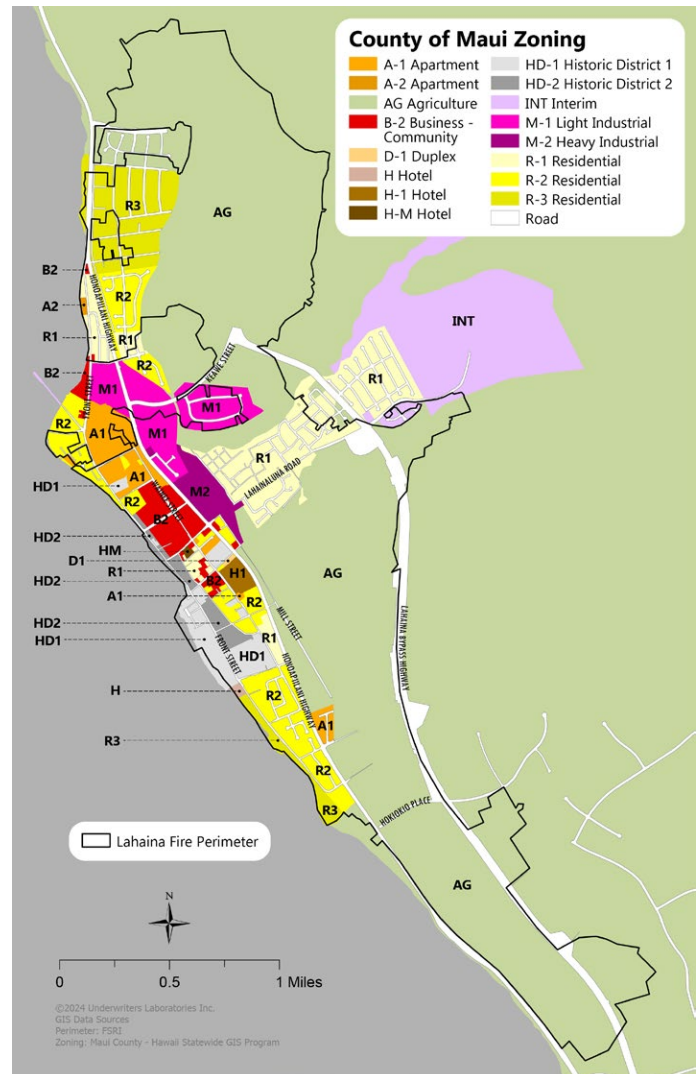 County of Maui Zoning
A-1 Apartment
A-2 Apartment
AG Agriculture
B-2 Business -
Community
D-1 Duplex
H Hotel
H-1 Hotel
H-M Hotel
HD-1 Historic District 1
HD-2 Historic District 2
INT Interim
M-1 Light Industrial
M-2 Heavy Industrial
R-1 Residential
R-2 Residential
R-3 Residential
Road
R3
AG
B2
HONOAPIILANI HIGHWAY
R2
A2
R1
R1
INT
B2
R2
KEAWE STREET
R1
FRONT STREET
M1
M1
R2
A1
M1
R1
LAHAINALUNA ROAD
A1
M2
HD1
R2
WAINEE STREET
B2
HD2
HM
D1
R1
H1
AG
HD2
B2
A1
R2
MILL STREET
LAHAINA BYPASS HIGHWAY
HD2
R1
HD1
FRONT STREET
HD1
HONOAPIILANI HIGHWAY
H
R2
A1
R3
R2
R3
HOKIOKIO PLACE
Lahaina Fire Perimeter
AG
N
0
0.5
1 Miles
©2024 Underwriters Laboratories Inc.
GIS Data Sources
Perimeter: FSRI
Zoning: Maui County - Hawaii Statewide GIS Program